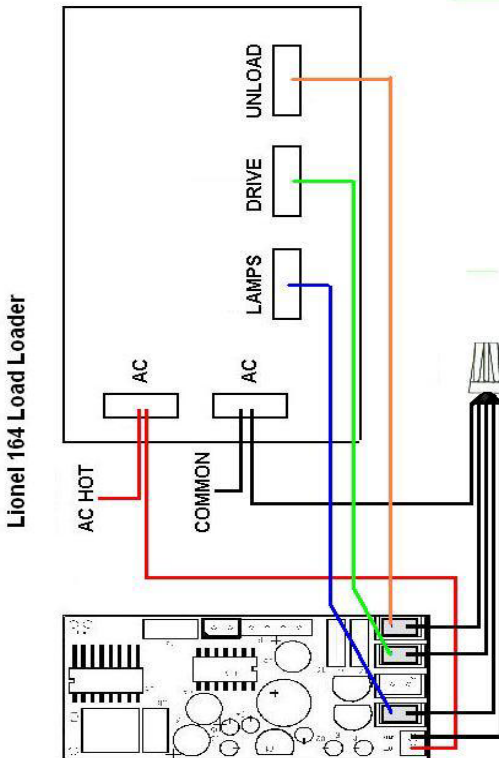 Lionel 164 Load Loader
AC HOT
COMMON
AC
AC
LAMPS
DRIVE
UNLOAD